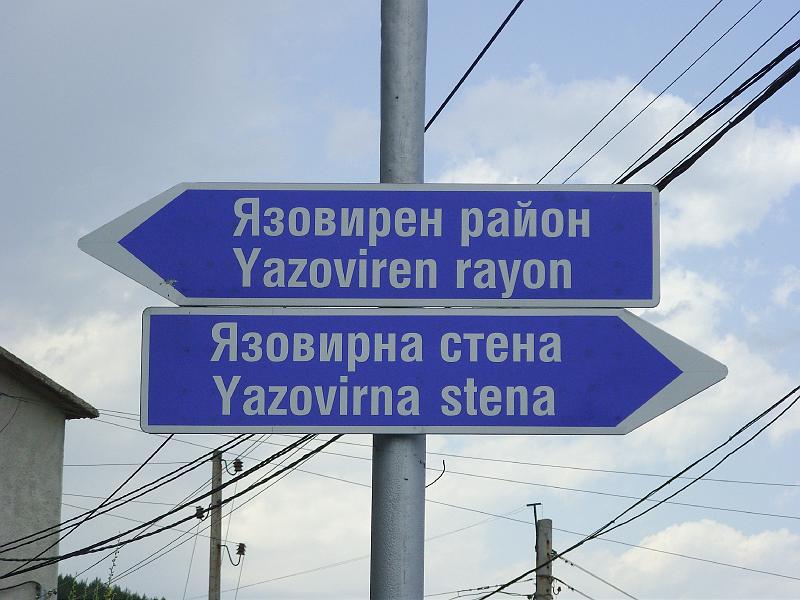 Язовирен район
Yazoviren rayon
Язовирна стена
Yazovirna stena